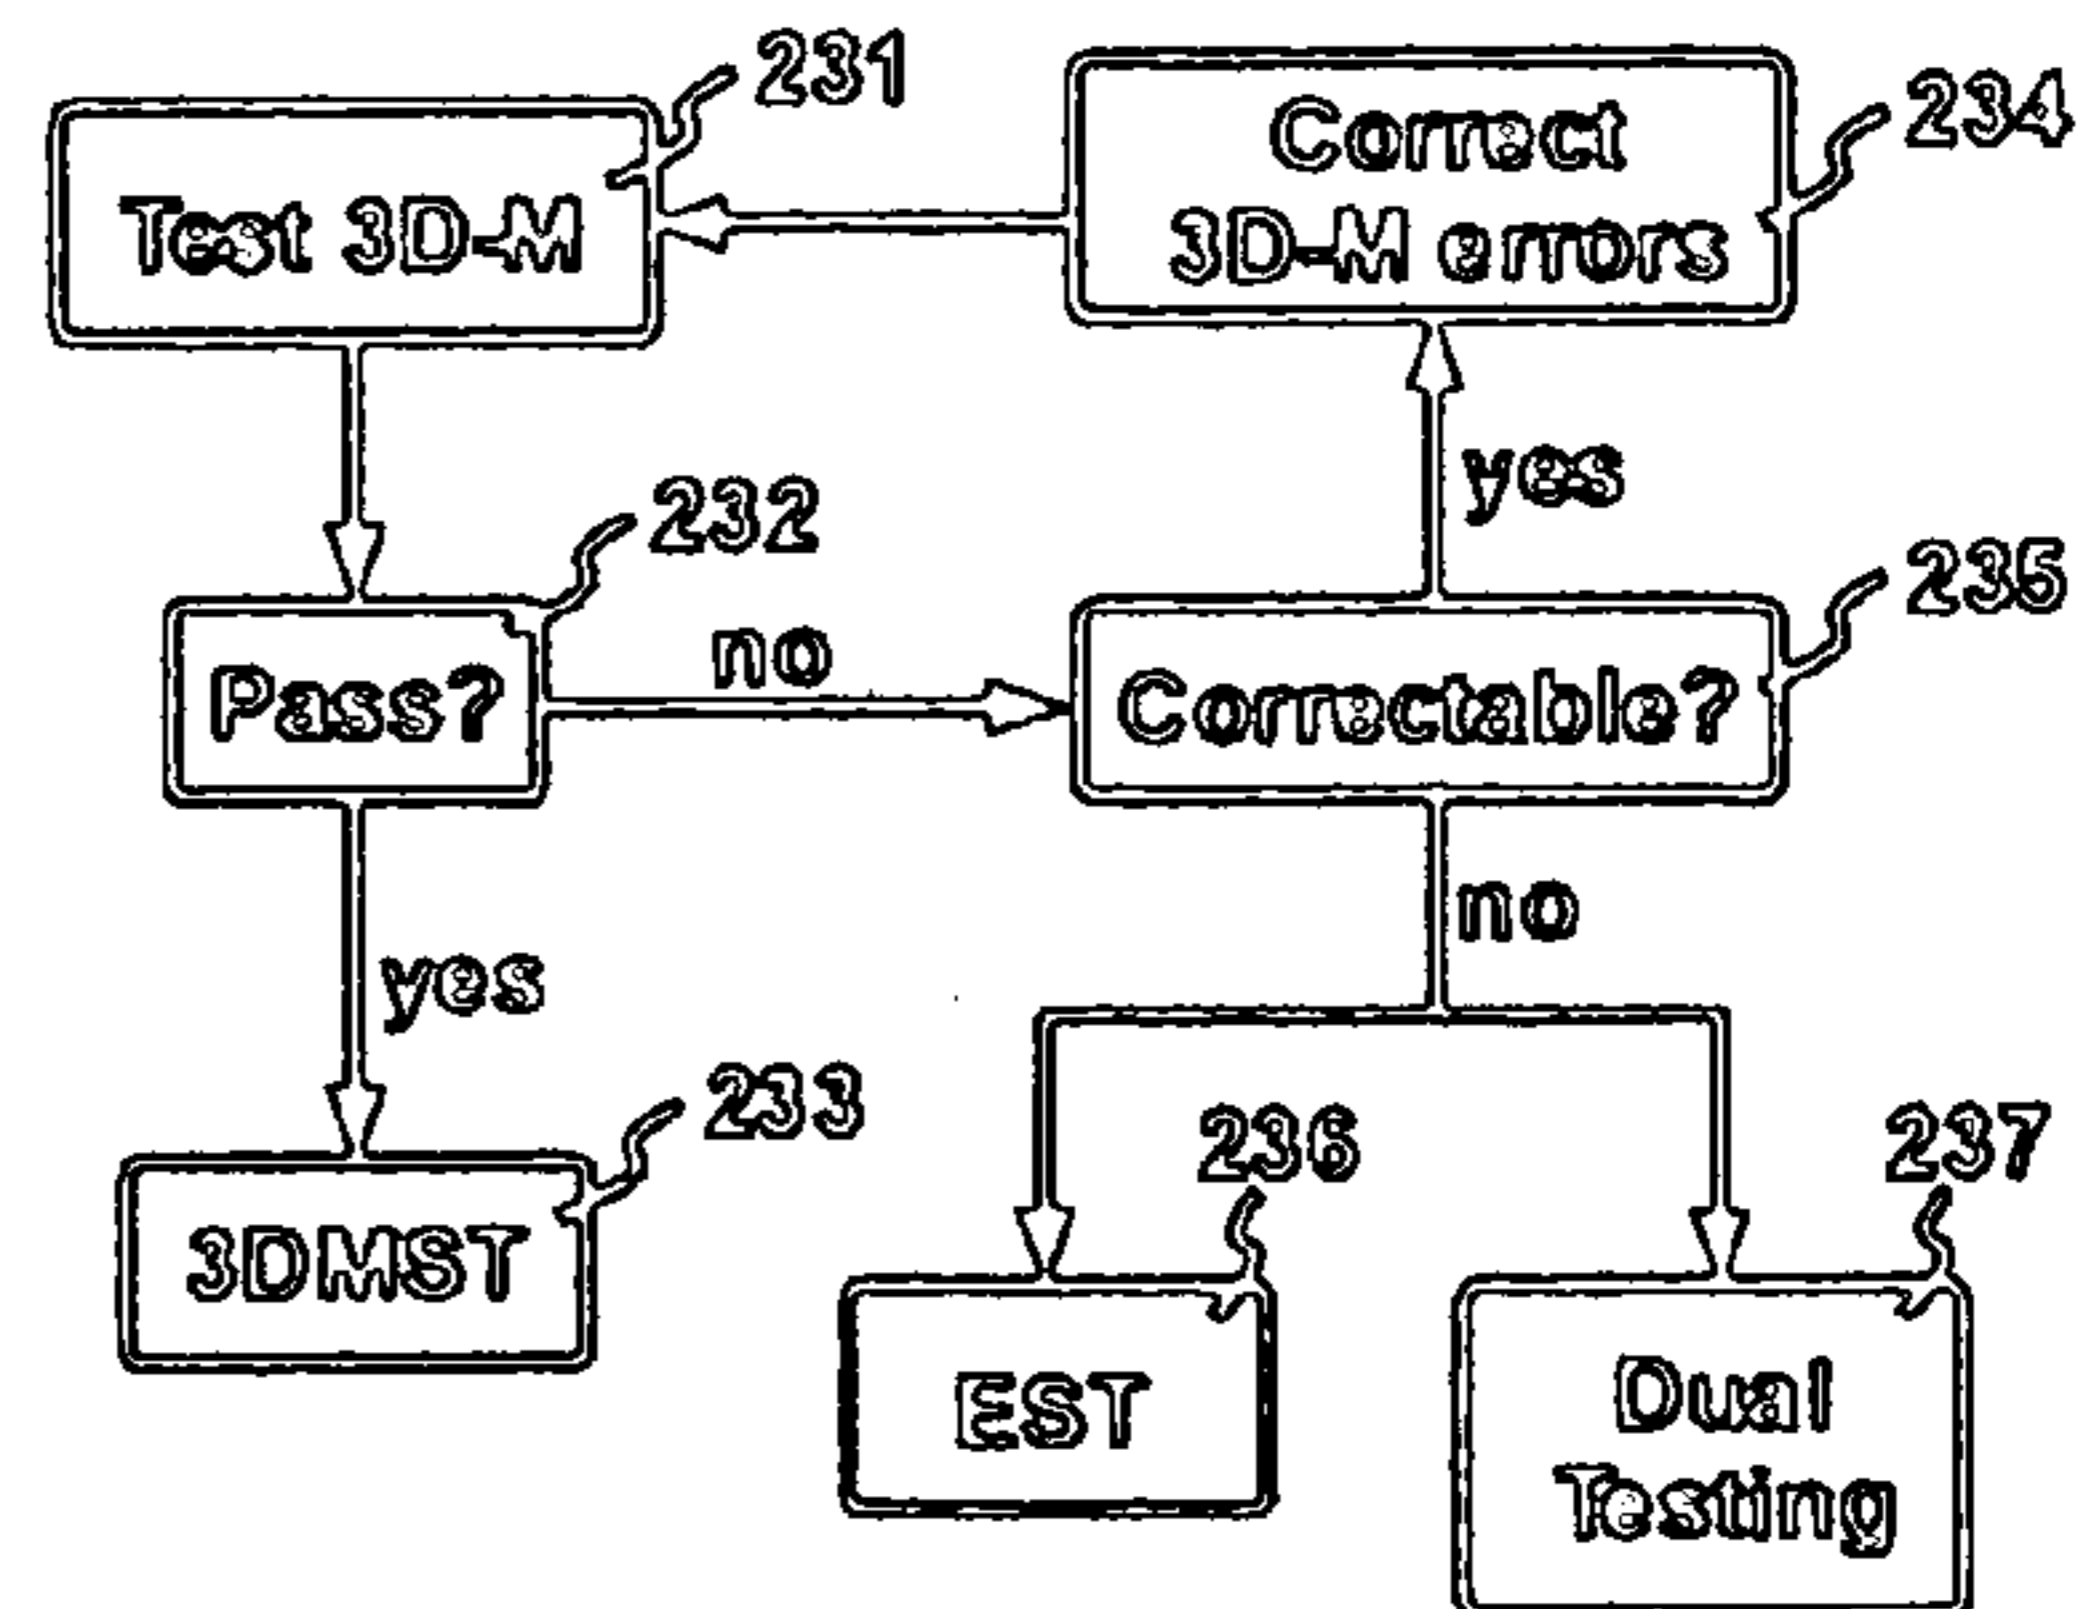 231
Test 3D-M
Correct
3D-M errors
234
yes
232
Pass?
no
Correctable?
235
yes
no
233
3DMST
236
EST
237
Dual
Testing